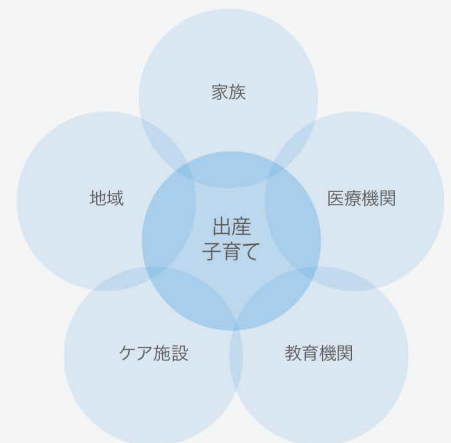 家族
地域
医療機関
出産
子育て
ケア施設
教育機関